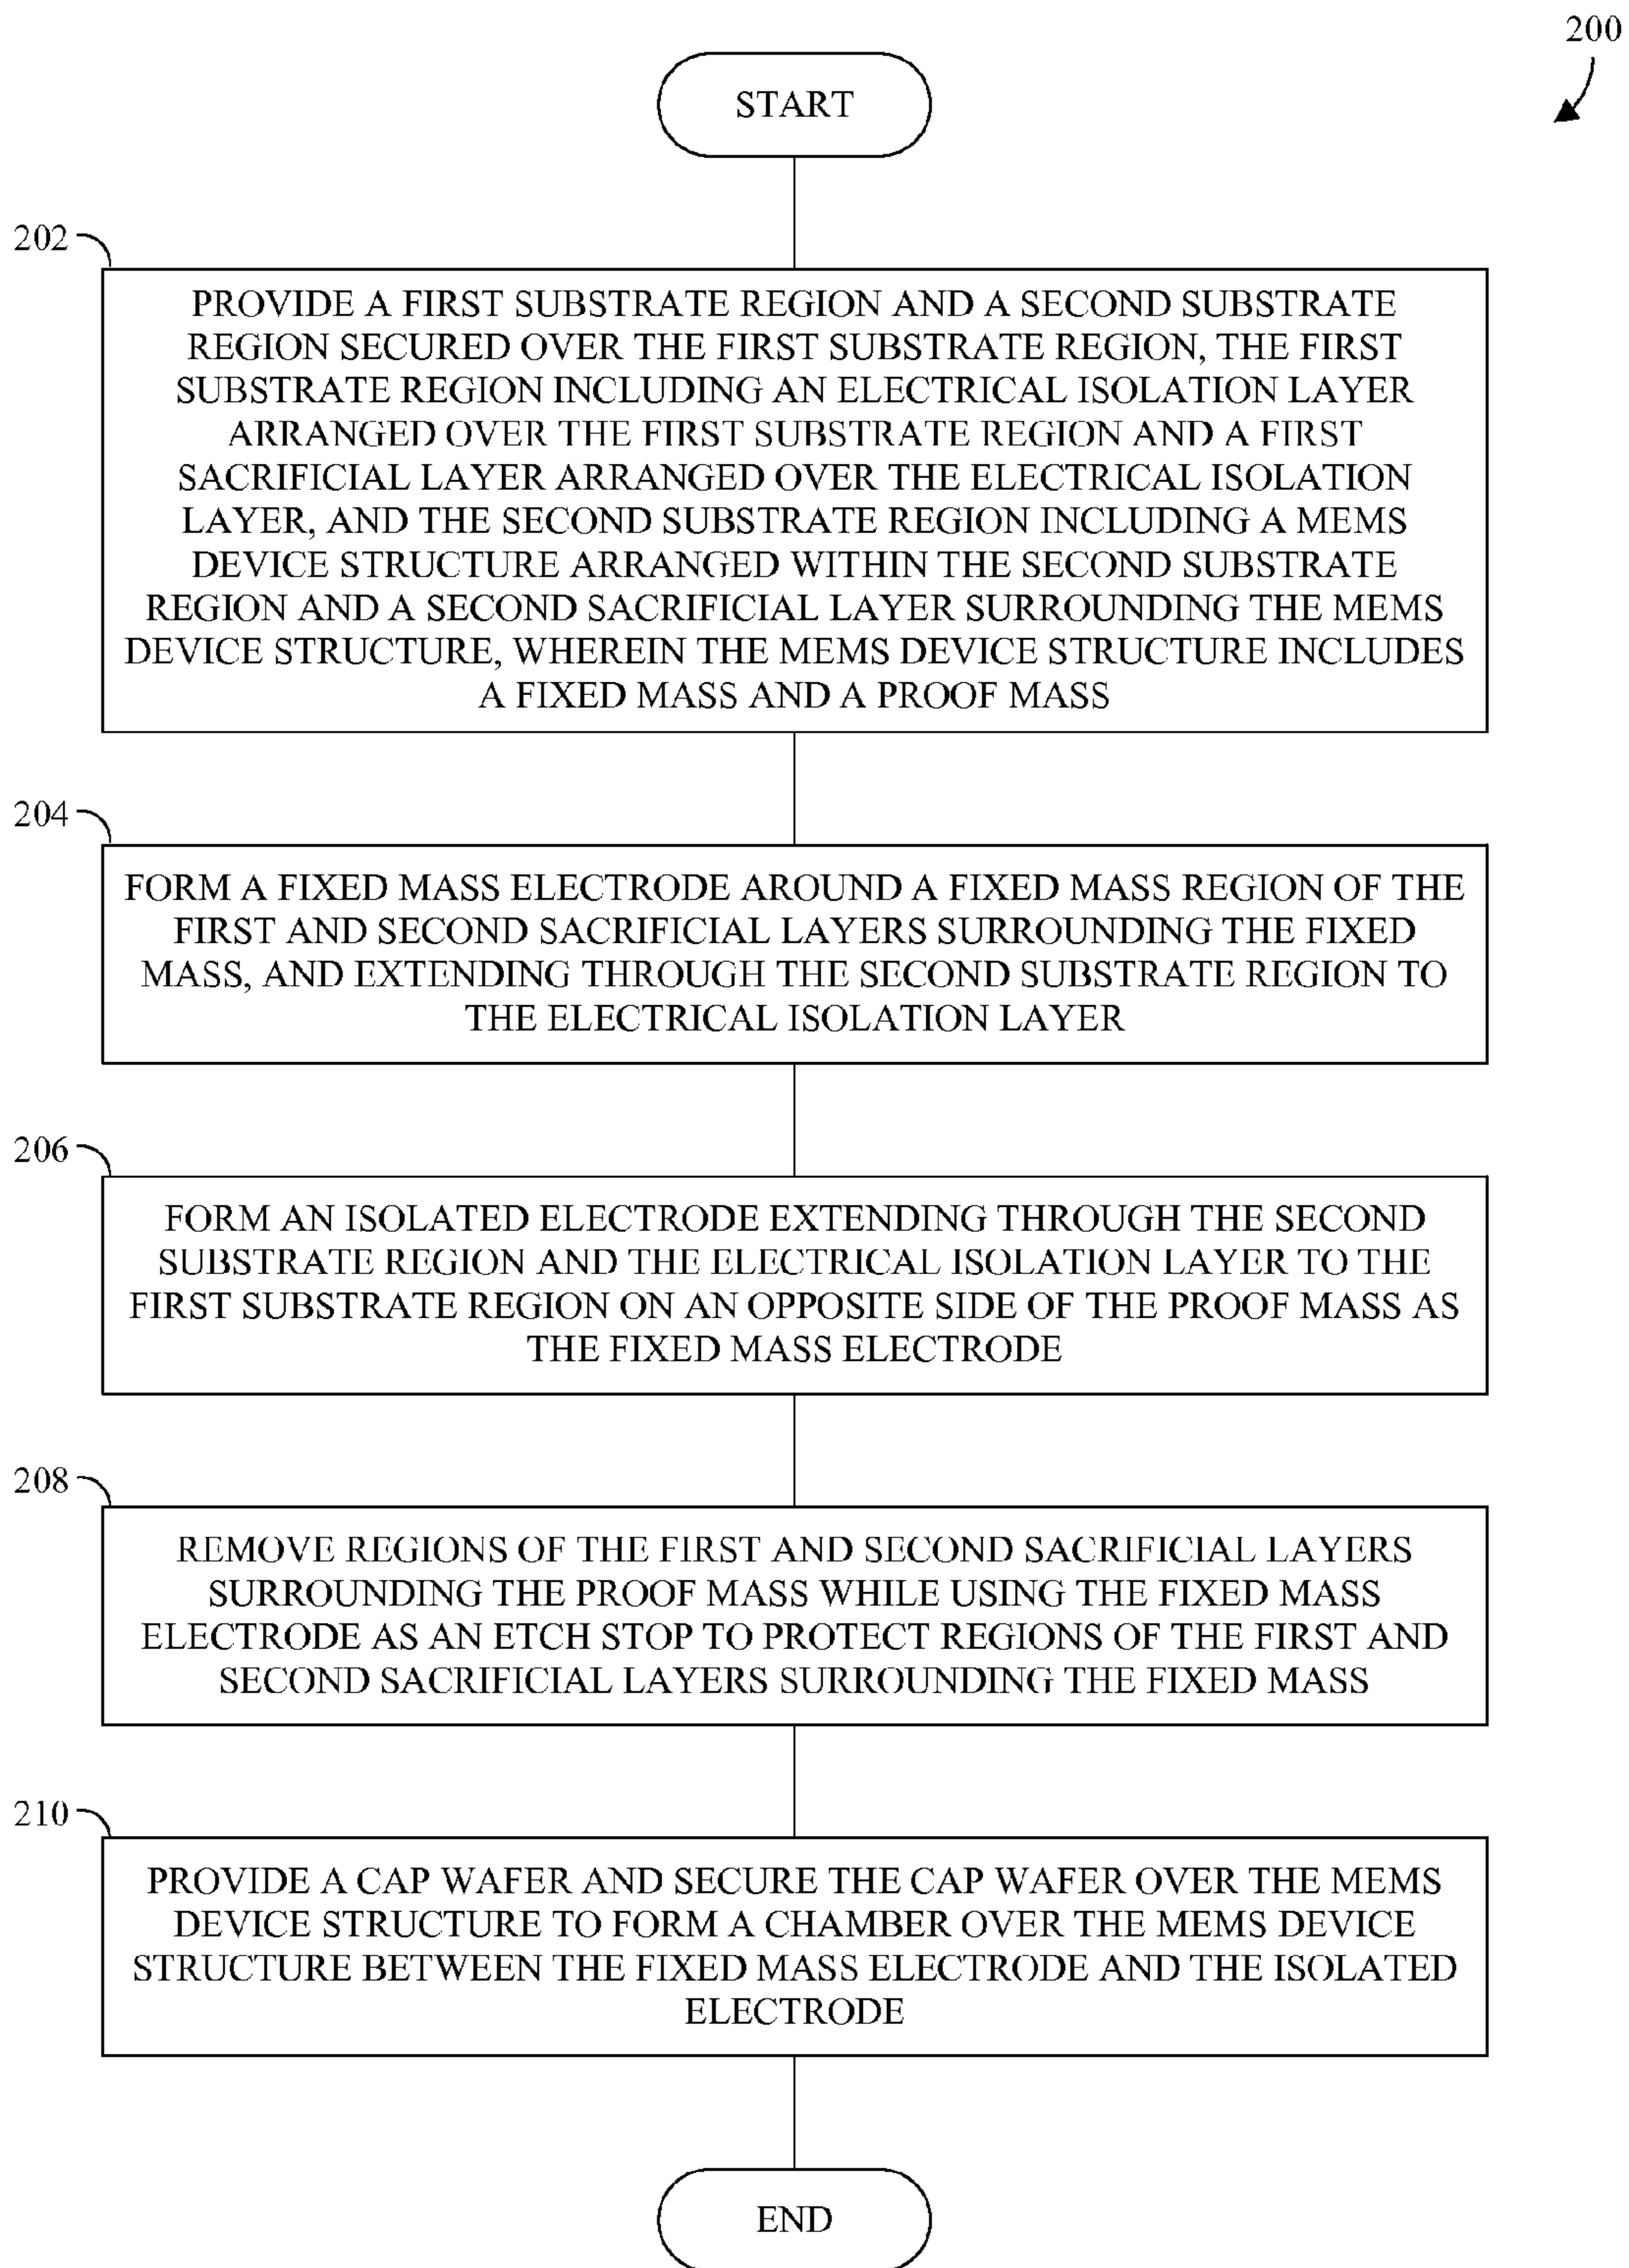 200
START
202
PROVIDE A FIRST SUBSTRATE REGION AND A SECOND SUBSTRATE
REGION SECURED OVER THE FIRST SUBSTRATE REGION, THE FIRST
SUBSTRATE REGION INCLUDING AN ELECTRICAL ISOLATION LAYER
ARRANGED OVER THE FIRST SUBSTRATE REGION AND A FIRST
SACRIFICIAL LAYER ARRANGED OVER THE ELECTRICAL ISOLATION
LAYER, AND THE SECOND SUBSTRATE REGION INCLUDING A MEMS
DEVICE STRUCTURE ARRANGED WITHIN THE SECOND SUBSTRATE
REGION AND A SECOND SACRIFICIAL LAYER SURROUNDING THE MEMS
DEVICE STRUCTURE, WHEREIN THE MEMS DEVICE STRUCTURE INCLUDES
A FIXED MASS AND A PROOF MASS
204
FORM A FIXED MASS ELECTRODE AROUND A FIXED MASS REGION OF THE
FIRST AND SECOND SACRIFICIAL LAYERS SURROUNDING THE FIXED
MASS, AND EXTENDING THROUGH THE SECOND SUBSTRATE REGION TO
THE ELECTRICAL ISOLATION LAYER
206
FORM AN ISOLATED ELECTRODE EXTENDING THROUGH THE SECOND
SUBSTRATE REGION AND THE ELECTRICAL ISOLATION LAYER TO THE
FIRST SUBSTRATE REGION ON AN OPPOSITE SIDE OF THE PROOF MASS AS
THE FIXED MASS ELECTRODE
208
REMOVE REGIONS OF THE FIRST AND SECOND SACRIFICIAL LAYERS
SURROUNDING THE PROOF MASS WHILE USING THE FIXED MASS
ELECTRODE AS AN ETCH STOP TO PROTECT REGIONS OF THE FIRST AND
SECOND SACRIFICIAL LAYERS SURROUNDING THE FIXED MASS
210
PROVIDE A CAP WAFER AND SECURE THE CAP WAFER OVER THE MEMS
DEVICE STRUCTURE TO FORM A CHAMBER OVER THE MEMS DEVICE
STRUCTURE BETWEEN THE FIXED MASS ELECTRODE AND THE ISOLATED
ELECTRODE
END